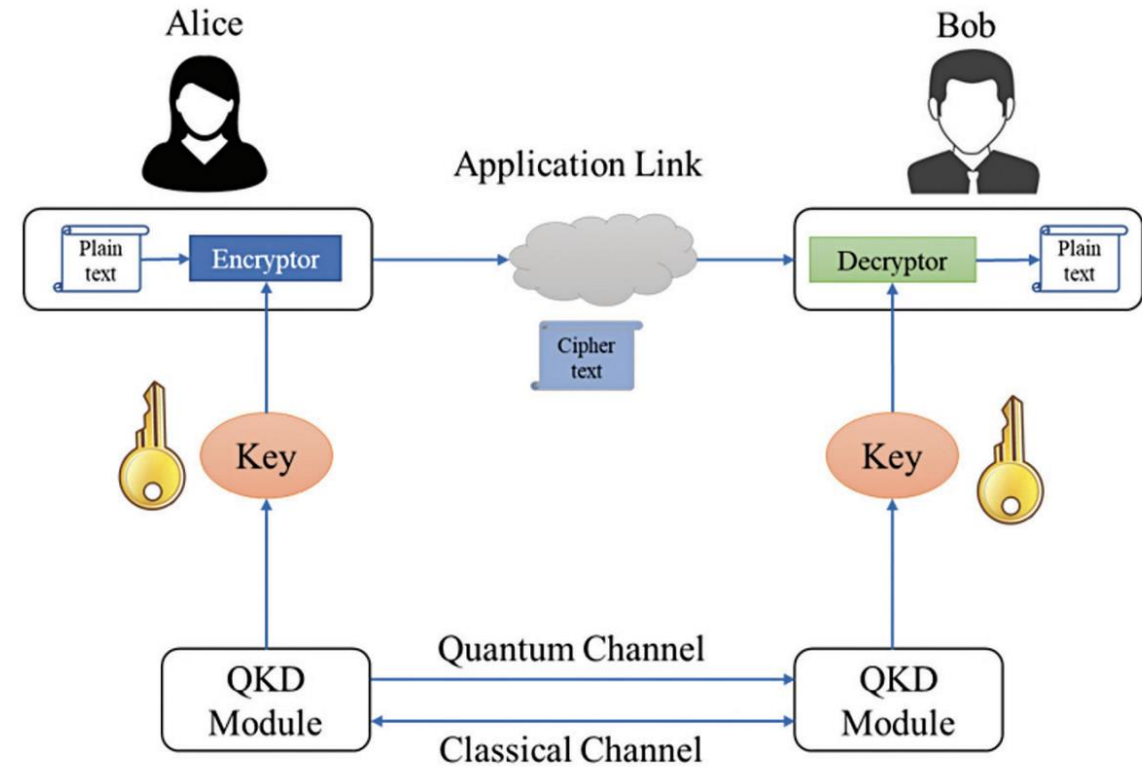 Alice
Bob
Application Link
Plain
text
Encryptor
Decryptor
Plain
text
Cipher
text
Key
Key
Quantum Channel
QKD
Module
QKD
Module
Classical Channel